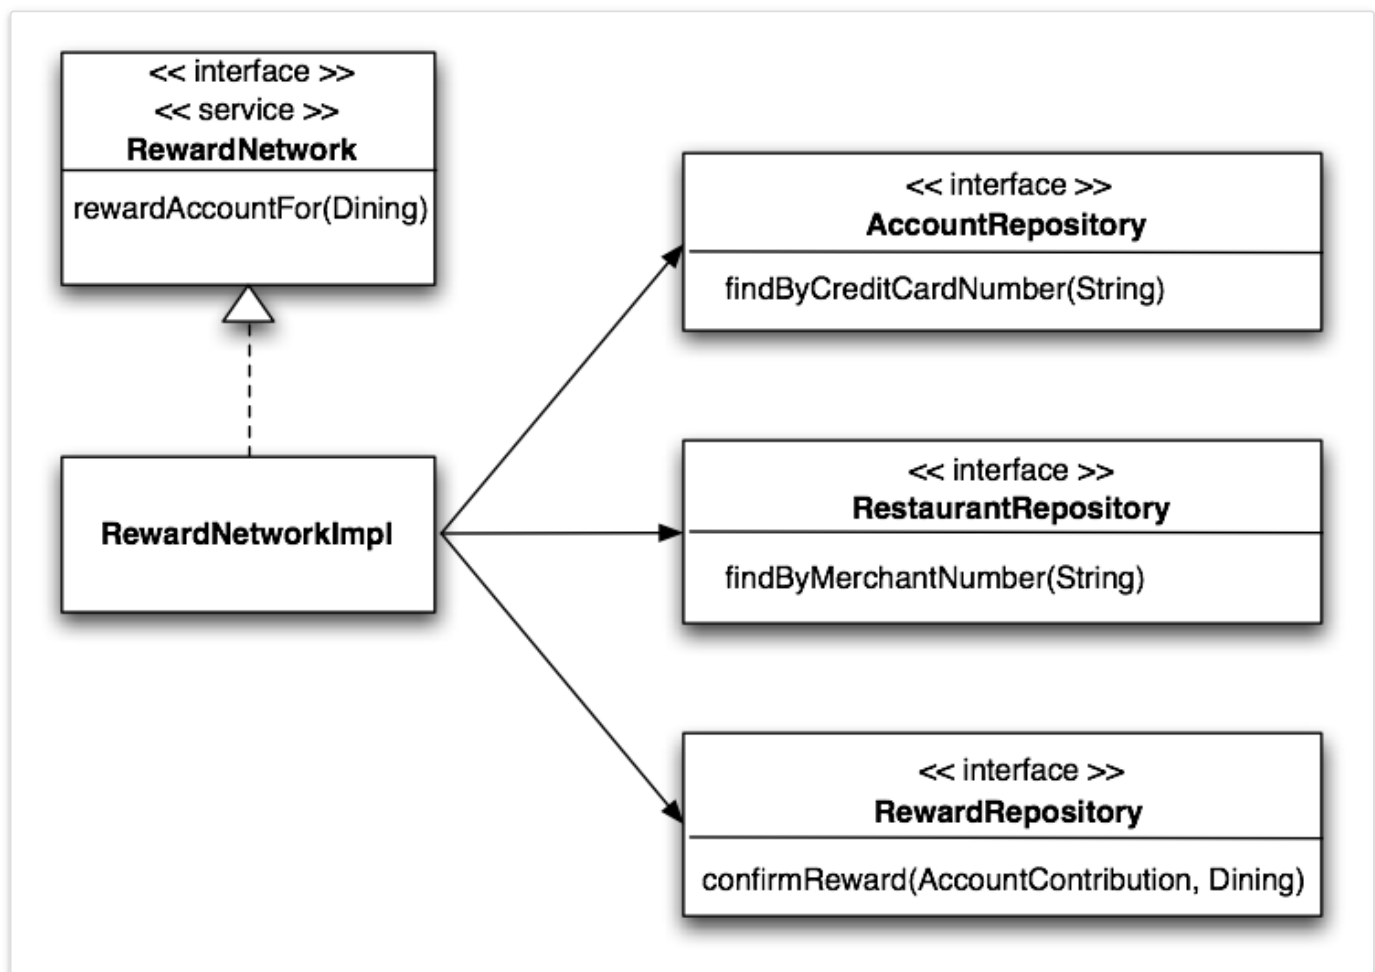 << interface >>
<< service >>
RewardNetwork
rewardAccountFor(Dining)
RewardNetworkImpl
<< interface >>
AccountRepository
findByCreditCardNumber(String)
<< interface >>
RestaurantRepository
findByMerchantNumber(String)
<< interface >>
RewardRepository
confirmReward(AccountContribution, Dining)